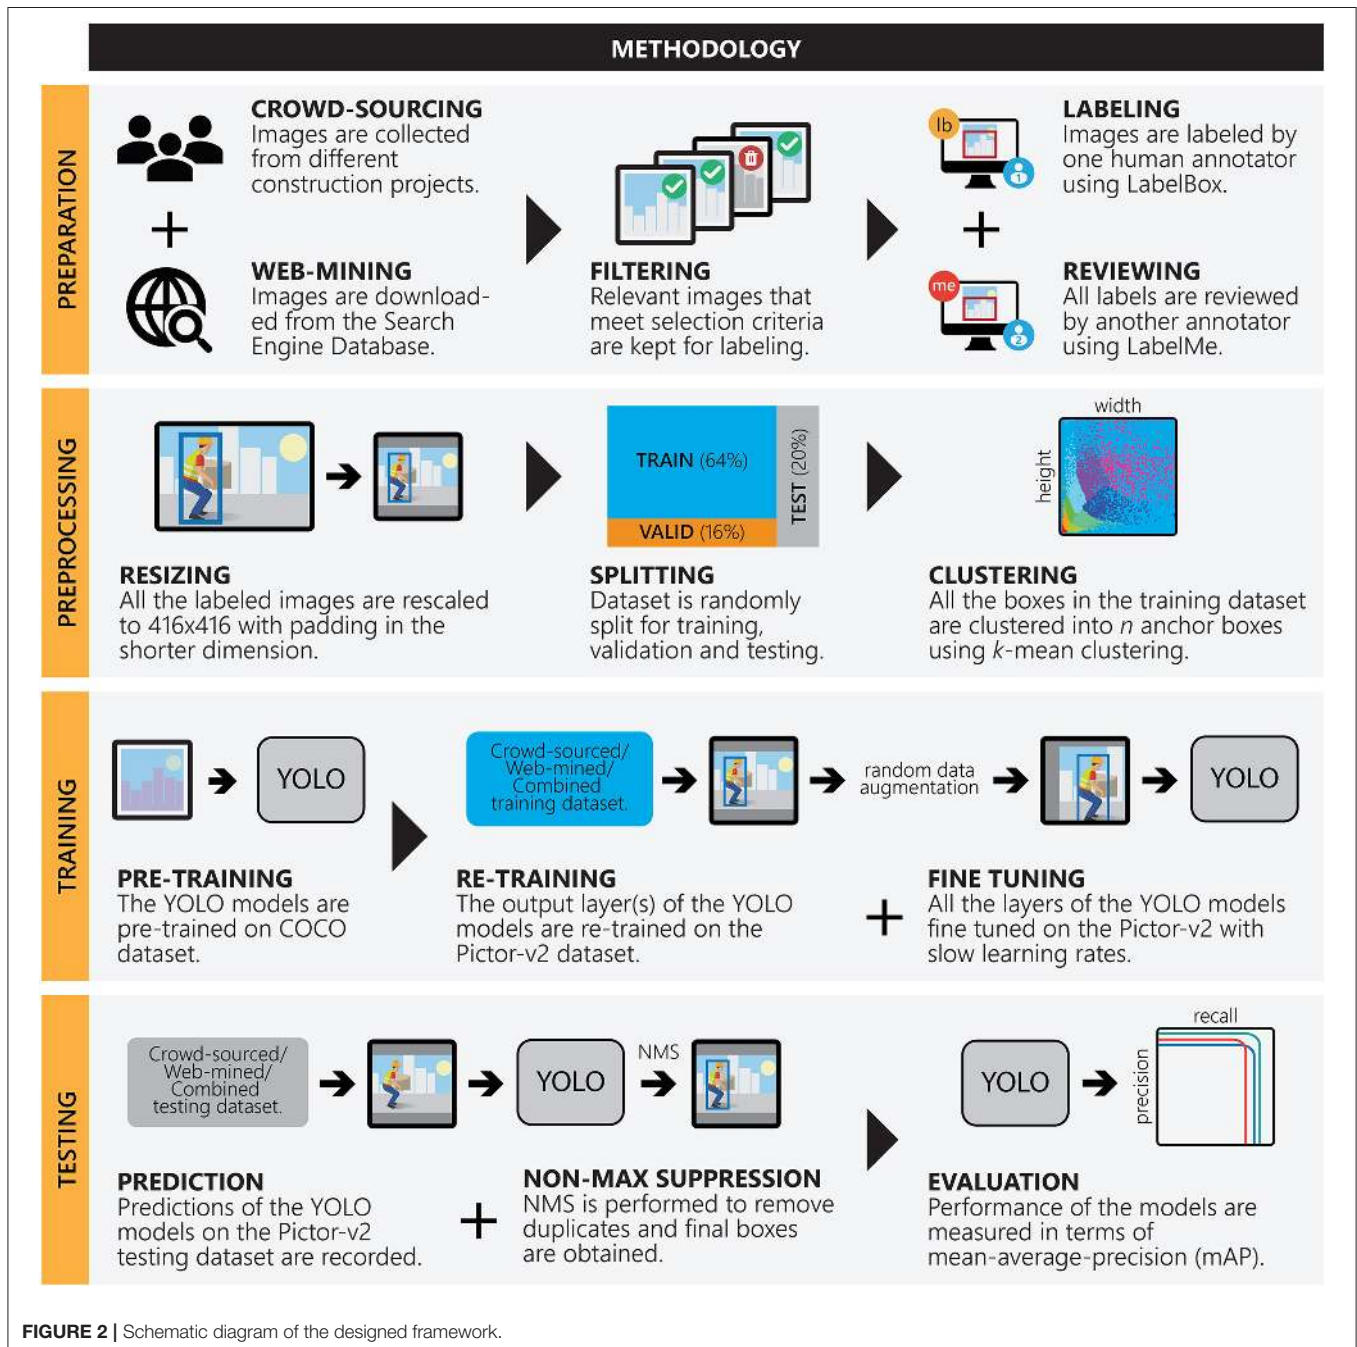 METHODOLOGY
PREPARATION
CROWD-SOURCING
Images are collected
from different
construction projects.
+
WEB-MINING
Images are download-
ed from the Search
Engine Database.
FILTERING
Relevant images that
meet selection criteria
are kept for labeling.
lb
1
LABELING
Images are labeled by
one human annotator
using LabelBox.
+
me
2
REVIEWING
All labels are reviewed
by another annotator
using LabelMe.
PREPROCESSING
RESIZING
All the labeled images are rescaled
to 416x416 with padding in the
shorter dimension.
TRAIN (64%)
VALID (16%)
TEST (20%)
SPLITTING
Dataset is randomly
split for training,
validation and testing.
width
height
CLUSTERING
All the boxes in the training dataset
are clustered into n anchor boxes
using k-mean clustering.
TRAINING
YOLO
PRE-TRAINING
The YOLO models are
pre-trained on COCO
dataset.
Crowd-sourced/
Web-mined/
Combined
training dataset.
random data
augmentation
YOLO
RE-TRAINING
The output layer(s) of the YOLO
models are re-trained on the
Pictor-v2 dataset.
+
FINE TUNING
All the layers of the YOLO models
fine tuned on the Pictor-v2 with
slow learning rates.
TESTING
Crowd-sourced/
Web-mined/
Combined
testing dataset.
YOLO
NMS
PREDICTION
Predictions of the YOLO
models on the Pictor-v2
testing dataset are recorded.
+
NON-MAX SUPPRESSION
NMS is performed to remove
duplicates and final boxes
are obtained.
YOLO
recall
precision
EVALUATION
Performance of the models are
measured in terms of
mean-average-precision (mAP).
FIGURE 2 | Schematic diagram of the designed framework.